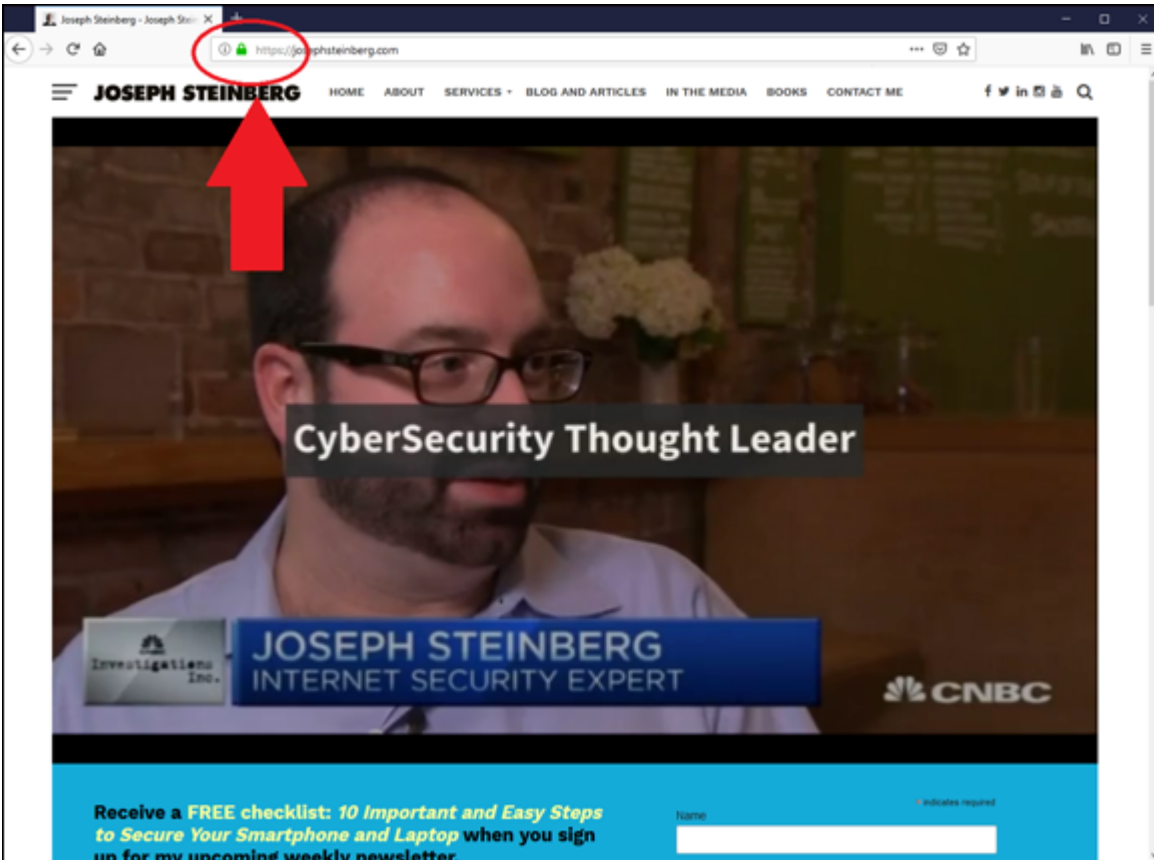 Joseph Steinberg - Joseph Stei
https://josephsteinberg.com
JOSEPH STEINBERG HOME ABOUT SERVICES BLOG AND ARTICLES IN THE MEDIA BOOKS CONTACT ME
CyberSecurity Thought Leader
CNBC
Investigations
Inc.
JOSEPH STEINBERG
INTERNET SECURITY EXPERT
CNBC
Receive a FREE checklist: 10 Important and Easy Steps
to Secure Your Smartphone and Laptop when you sign
up for my upcoming weekly newsletter.
* indicates required
Name